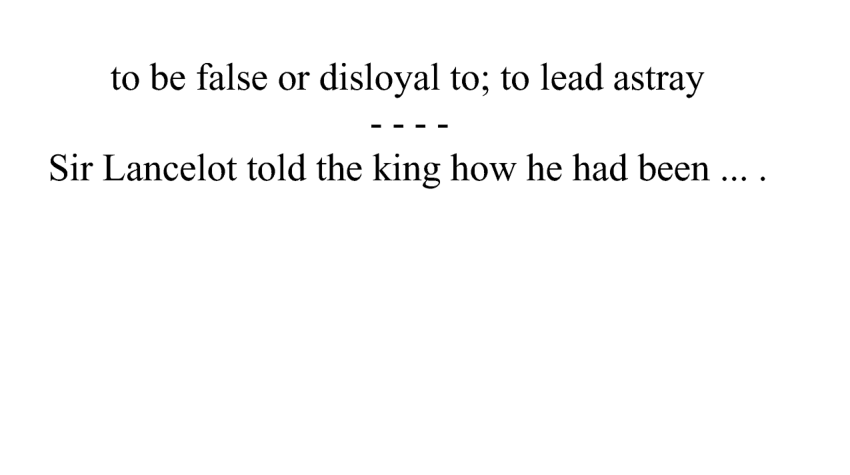 to be false or disloyal to; to lead astray
- - - -
Sir Lancelot told the king how he had been ... .